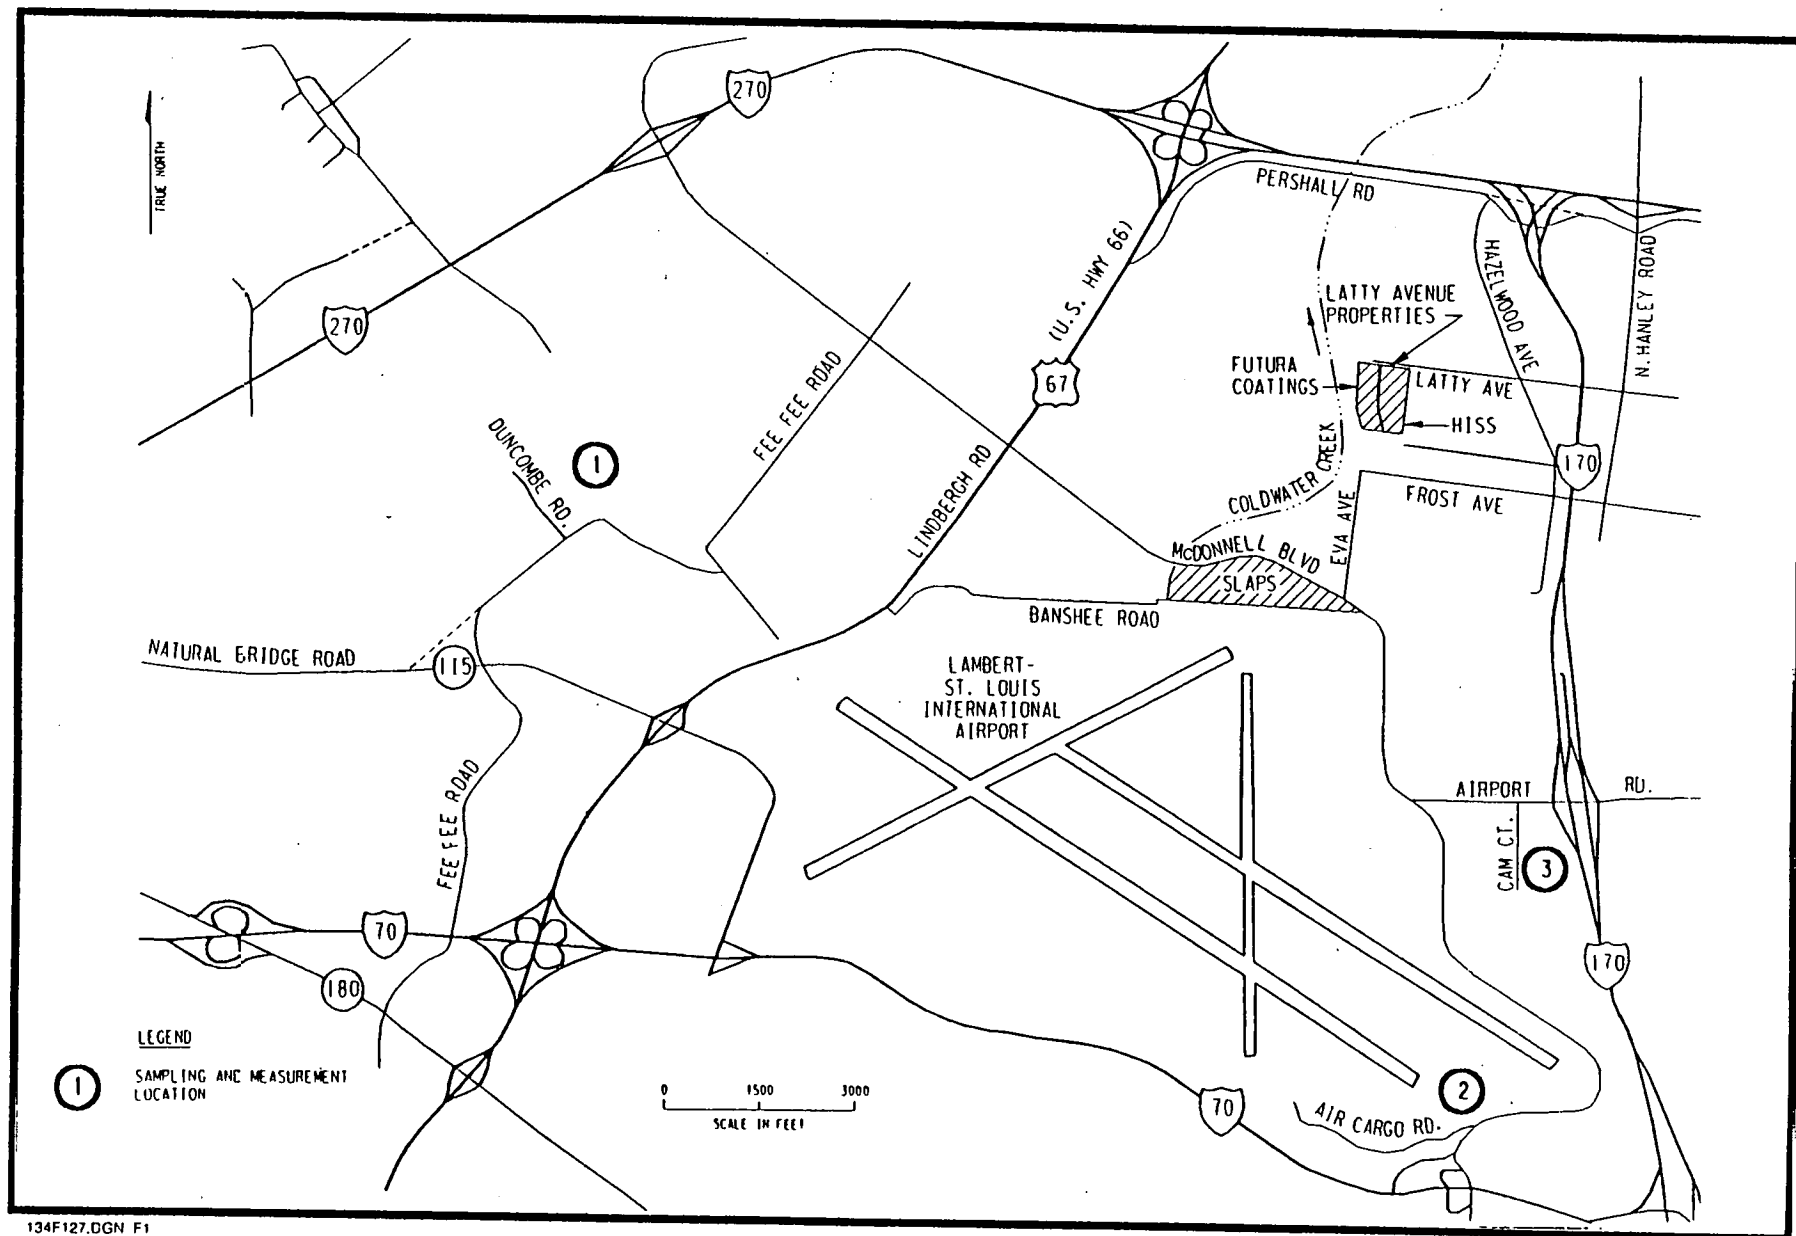 270
TRUE NORTH
PERSHALL RD
(U.S. HWY 66)
HAZELWOOD AVE
N. HANLEY ROAD
LATTY AVENUE
PROPERTIES
270
FUTURA
COATINGS
67
LATTY AVE
HISS
FEE FEE ROAD
DUNCOMBE RD.
1
LINDBERGH RD
COLDWATER CREEK
170
EVA AVE
FROST AVE
McDONNELL BLVD
SLAPS
BANSHEE ROAD
NATURAL BRIDGE ROAD
115
LAMBERT-
ST. LOUIS
INTERNATIONAL
AIRPORT
FEE FEE ROAD
AIRPORT RD.
CAM CT.
3
70
170
180
LEGEND
1
SAMPLING AND MEASUREMENT
LOCATION
0 1500 3000
SCALE IN FEET
70
2
AIR CARGO RD.
134F127.DGN F1